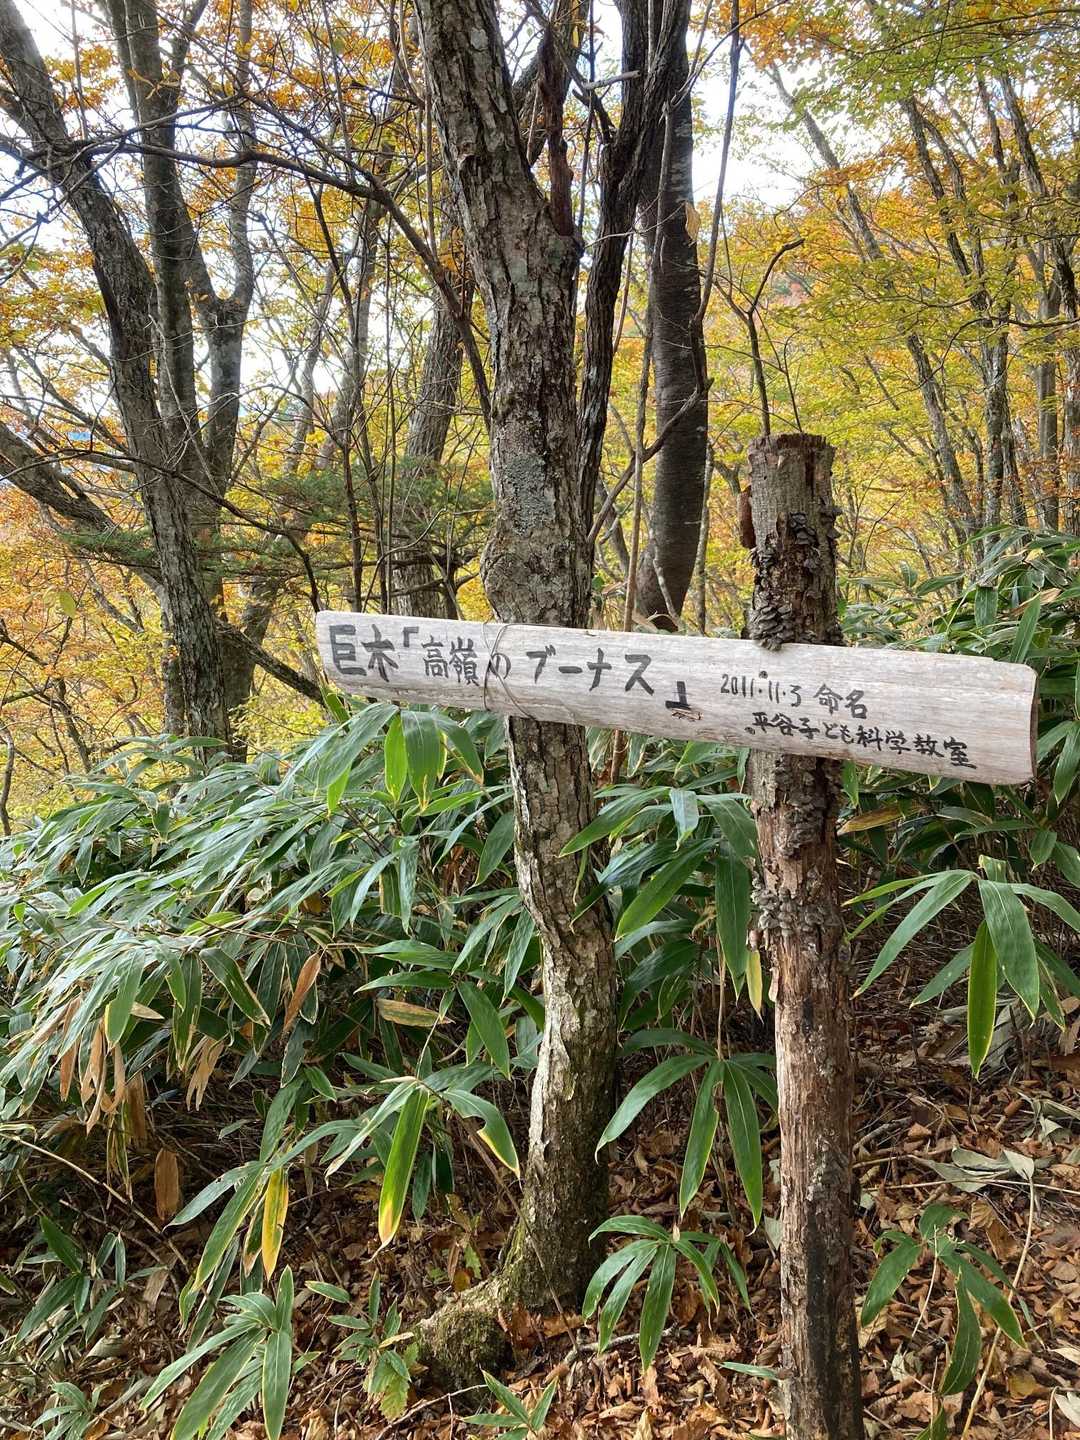 巨木「高嶺のブーナス」
2011.11.3 命名
平谷子ども科学教室